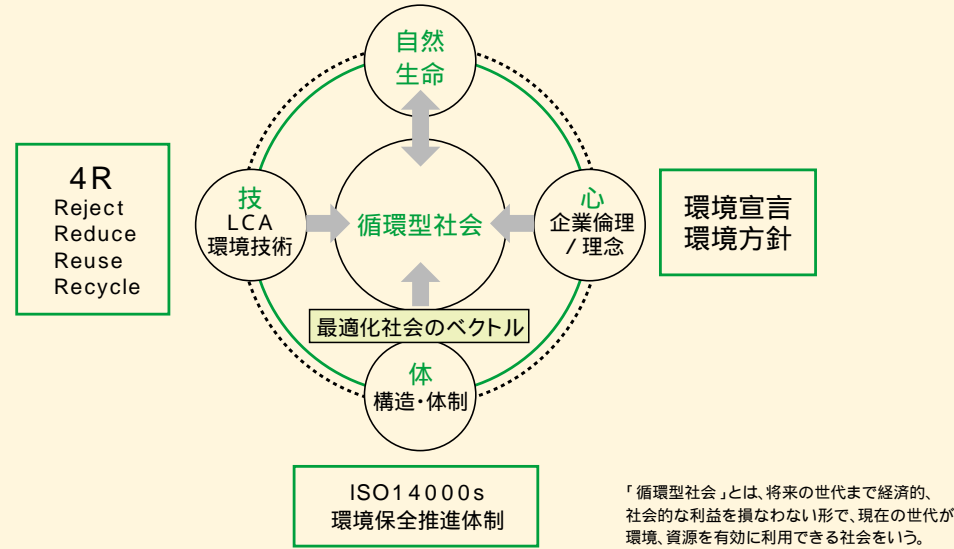 自然
生命
4R
Reject
Reduce
Reuse
Recycle
技
LCA
環境技術
循環型社会
心
企業倫理
/ 理念
環境宣言
環境方針
最適化社会のベクトル
体
構造・体制
ISO14000s
環境保全推進体制
「循環型社会」とは、将来の世代まで経済的、
社会的な利益を損なわない形で、現在の世代が
環境、資源を有効に利用できる社会をいう。